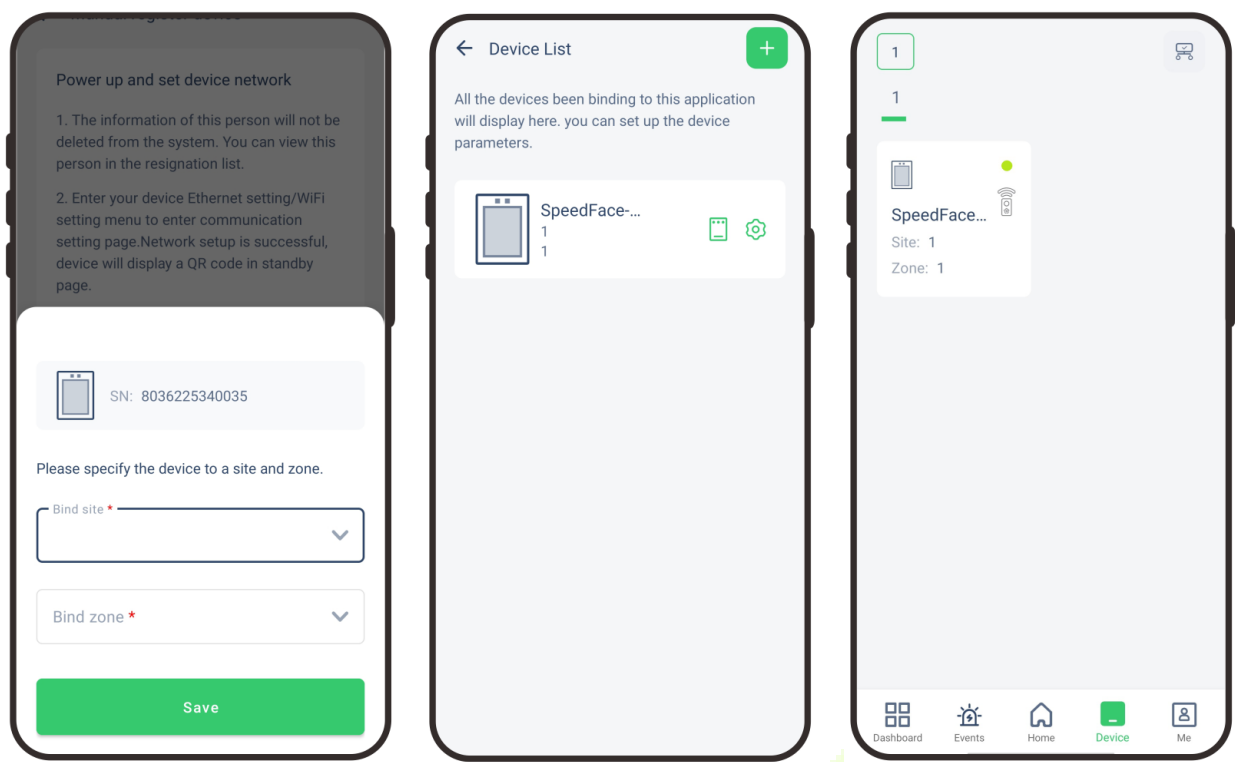 Manual register device
Power up and set device network
1. The information of this person will not be
deleted from the system. You can view this
person in the resignation list.
2. Enter your device Ethernet setting/WiFi
setting menu to enter communication
setting page.Network setup is successful,
device will display a QR code in standby
page.
SN: 8036225340035
Please specify the device to a site and zone.
Bind site *
Bind zone *
Save
Device List
All the devices been binding to this application
will display here. you can set up the device
parameters.
SpeedFace-...
1
1
1
1
SpeedFace...
Site: 1
Zone: 1
Dashboard
Events
Home
Device
Me